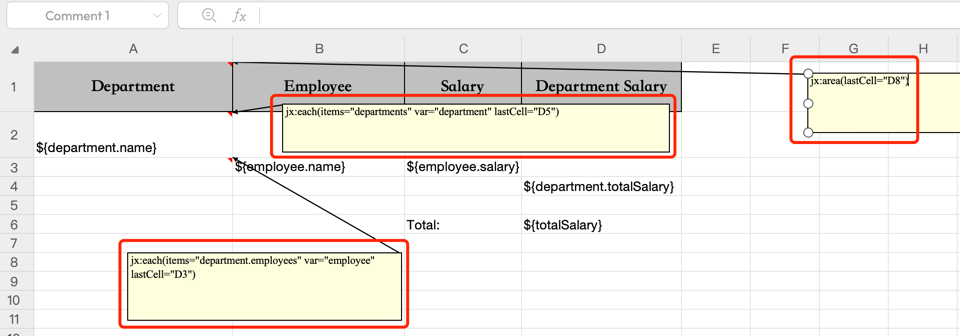 Comment 1
fx
A B C D E F G H
1 Department Employee Salary Department Salary
jx:area(lastCell="D8")
jx:each(items="departments" var="department" lastCell="D5")
2 ${department.name}
3 ${employee.name} ${employee.salary}
4 ${department.totalSalary}
5
6 Total: ${totalSalary}
7
8 jx:each(items="department.employees" var="employee"
9 lastCell="D3")
10
11